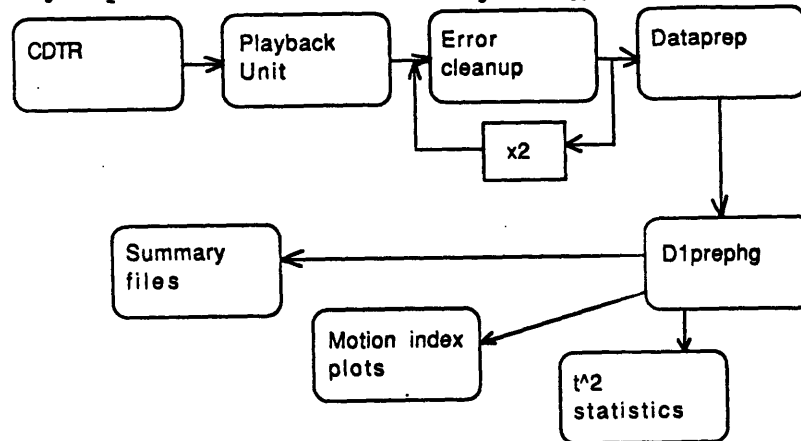 CDTR
Playback
Unit
Error
cleanup
Dataprep
x2
Summary
files
D1prephg
Motion index
plots
t^2
statistics